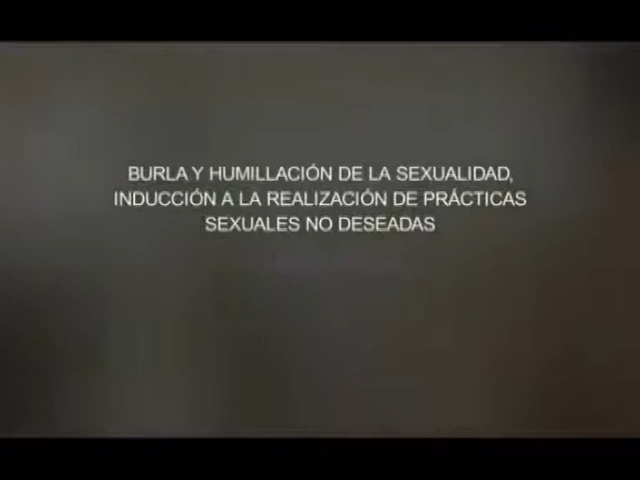 BURLA Y HUMILLACIÓN DE LA SEXUALIDAD,
INDUCCIÓN A LA REALIZACIÓN DE PRÁCTICAS
SEXUALES NO DESEADAS